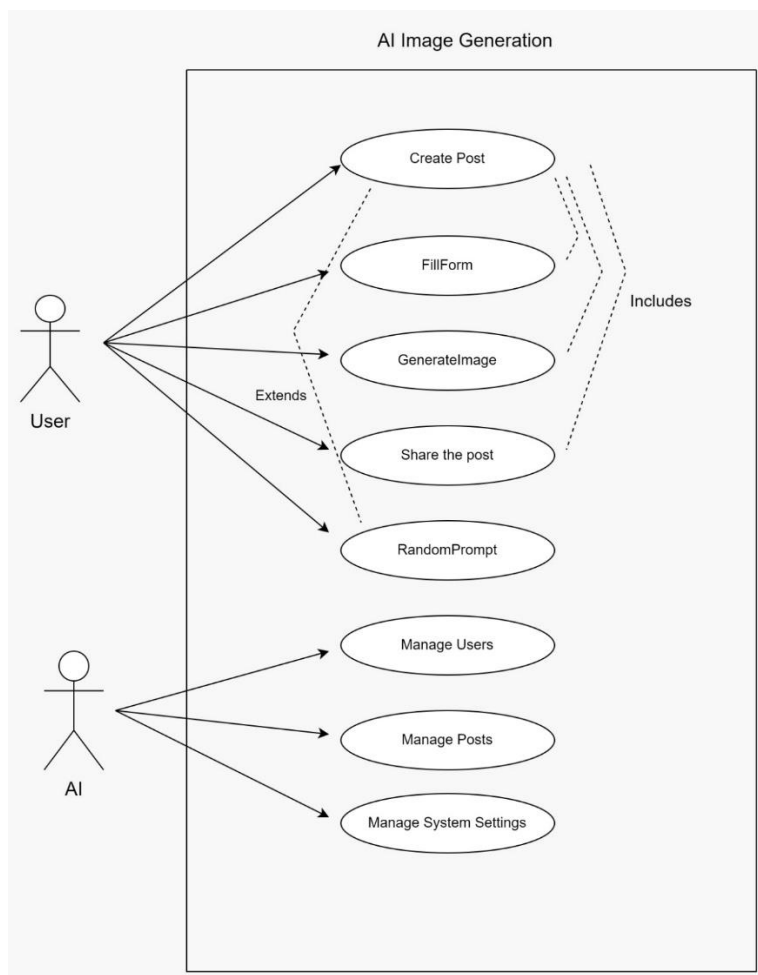 AI Image Generation
Create Post
FillForm
Includes
GenerateImage
Extends
User
Share the post
RandomPrompt
Manage Users
Manage Posts
AI
Manage System Settings